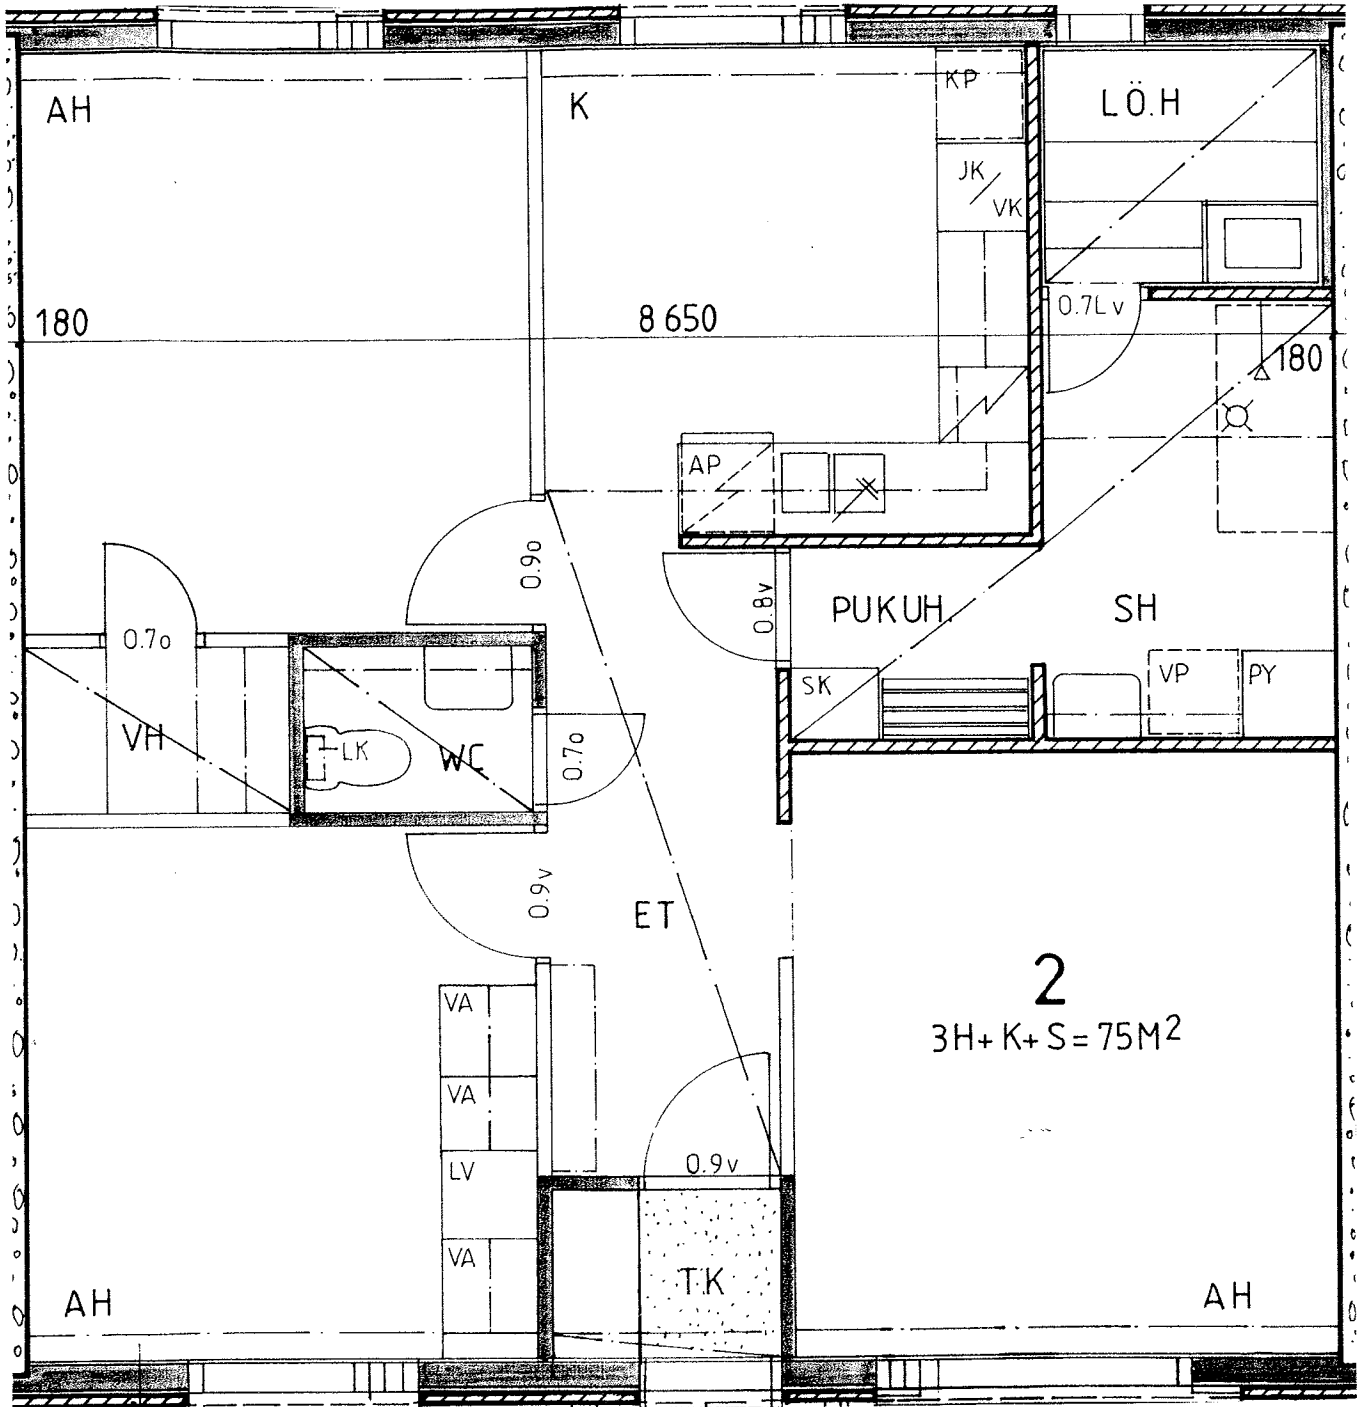 AH
K
KP
LÖ.H
JK/
VK
180
8 650
0.7Lv
180
AP
0.9o
0.8v
PUKUH.
SH
0.7o
SK
VP
PY
VH
LK
WC
0.7o
0.9v
ET
2
3H+K+S=75M²
VA
VA
LV
0.9v
VA
T.K
AH
AH